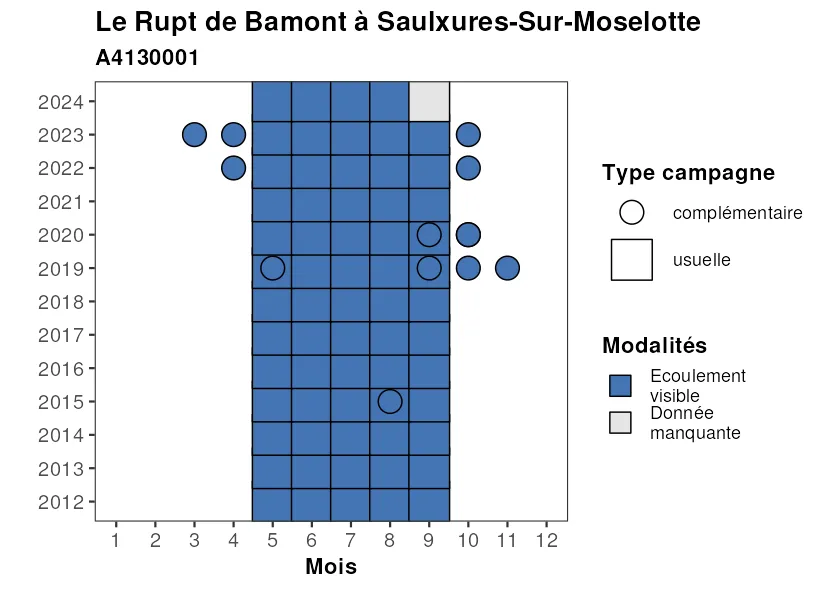 Le Rupt de Bamont à Saulxures-Sur-Moselotte
A4130001
2024
2023
2022
2021
2020
2019
2018
2017
2016
2015
2014
2013
2012
1 2 3 4 5 6 7 8 9 10 11 12
Mois
Type campagne
complémentaire
usuelle
Modalités
Ecoulement
visible
Donnée
manquante